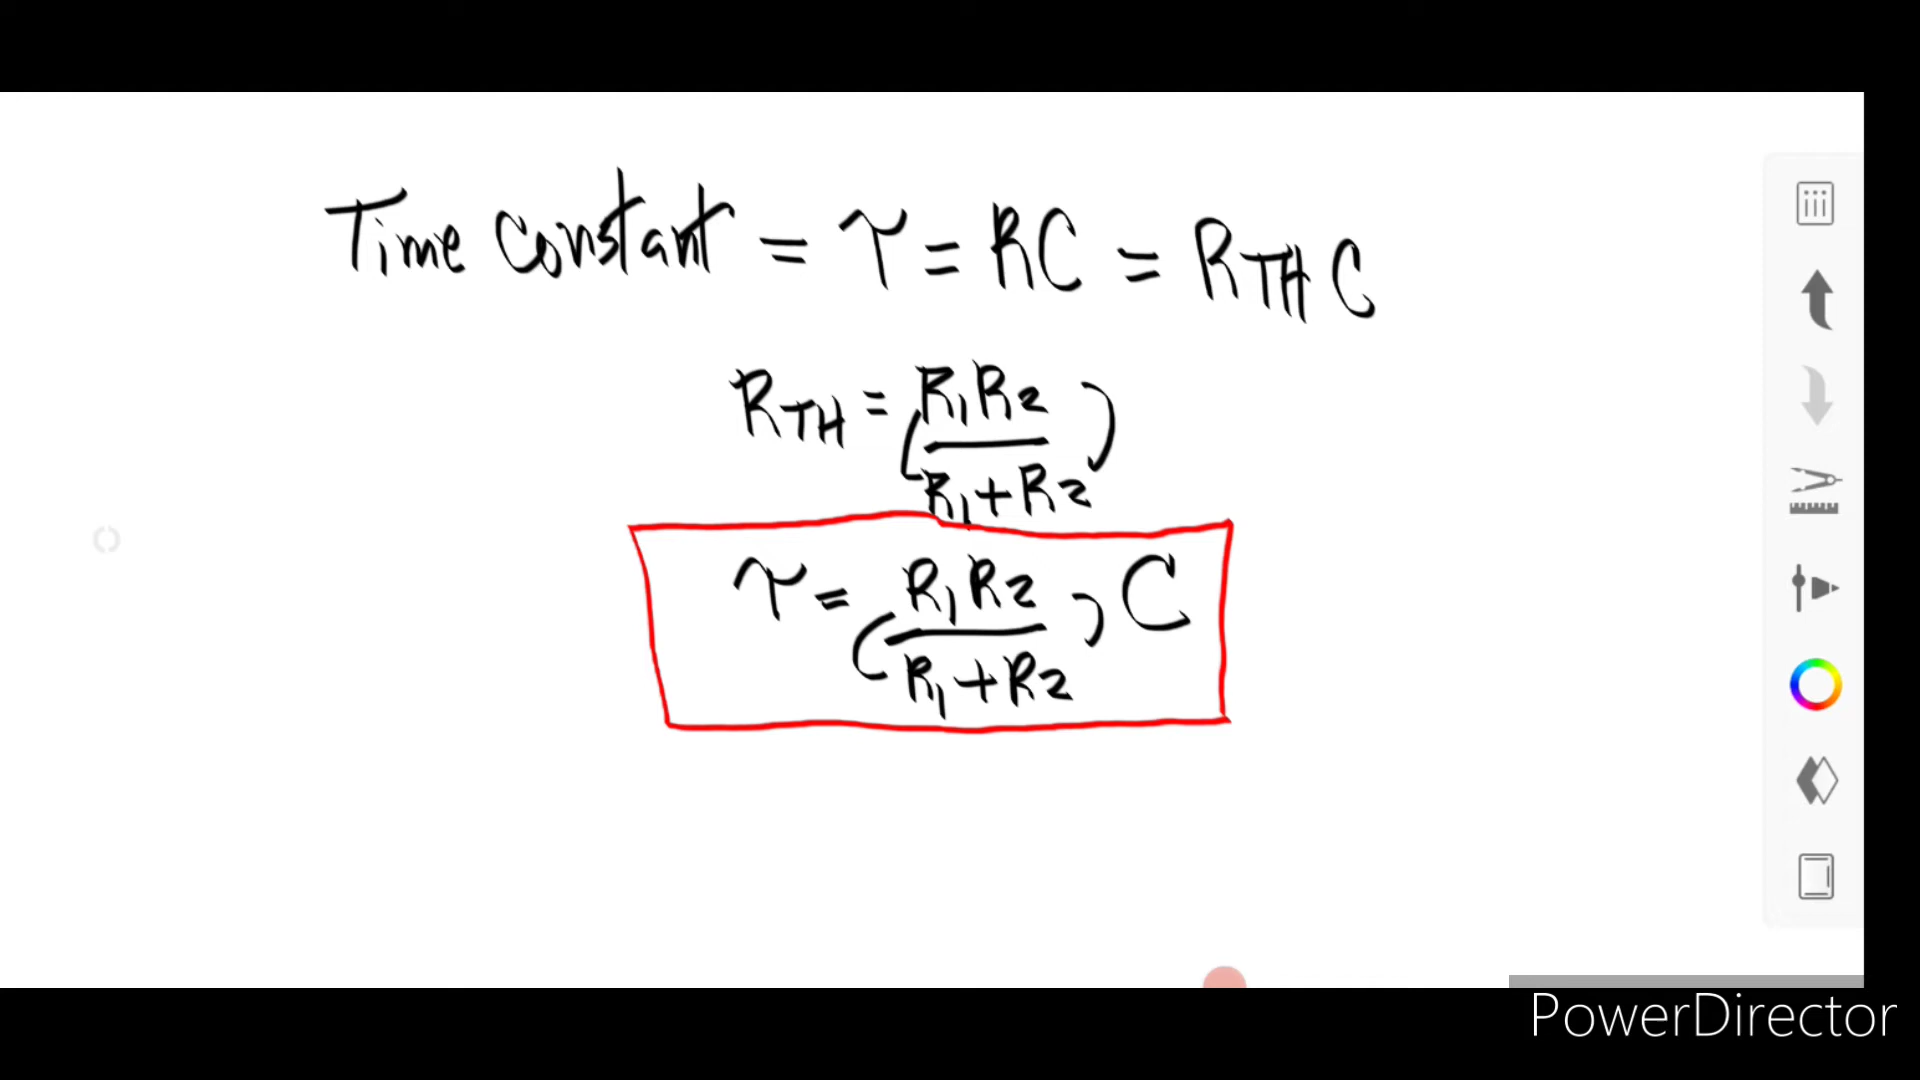 Time Constant = τ = RC = RTH C
RTH = (R1R2 / R1+R2)
τ = (R1R2 / R1+R2) C
PowerDirector